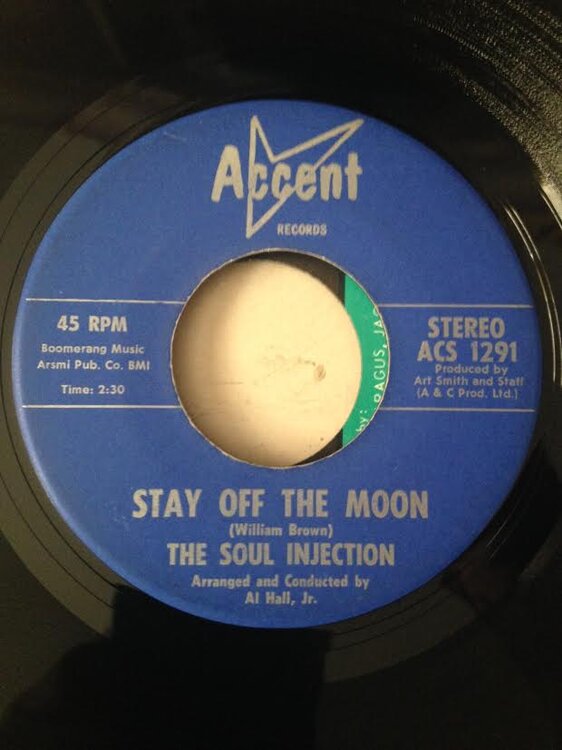 Accent
RECORDS
45 RPM
Boomerang Music
Arsmi Pub. Co. BMI
Time: 2:30
STEREO
ACS 1291
Produced by
Art Smith and Staff
(A & C Prod. Ltd.)
STAY OFF THE MOON
(William Brown)
THE SOUL INJECTION
Arranged and Conducted by
Al Hall, Jr.